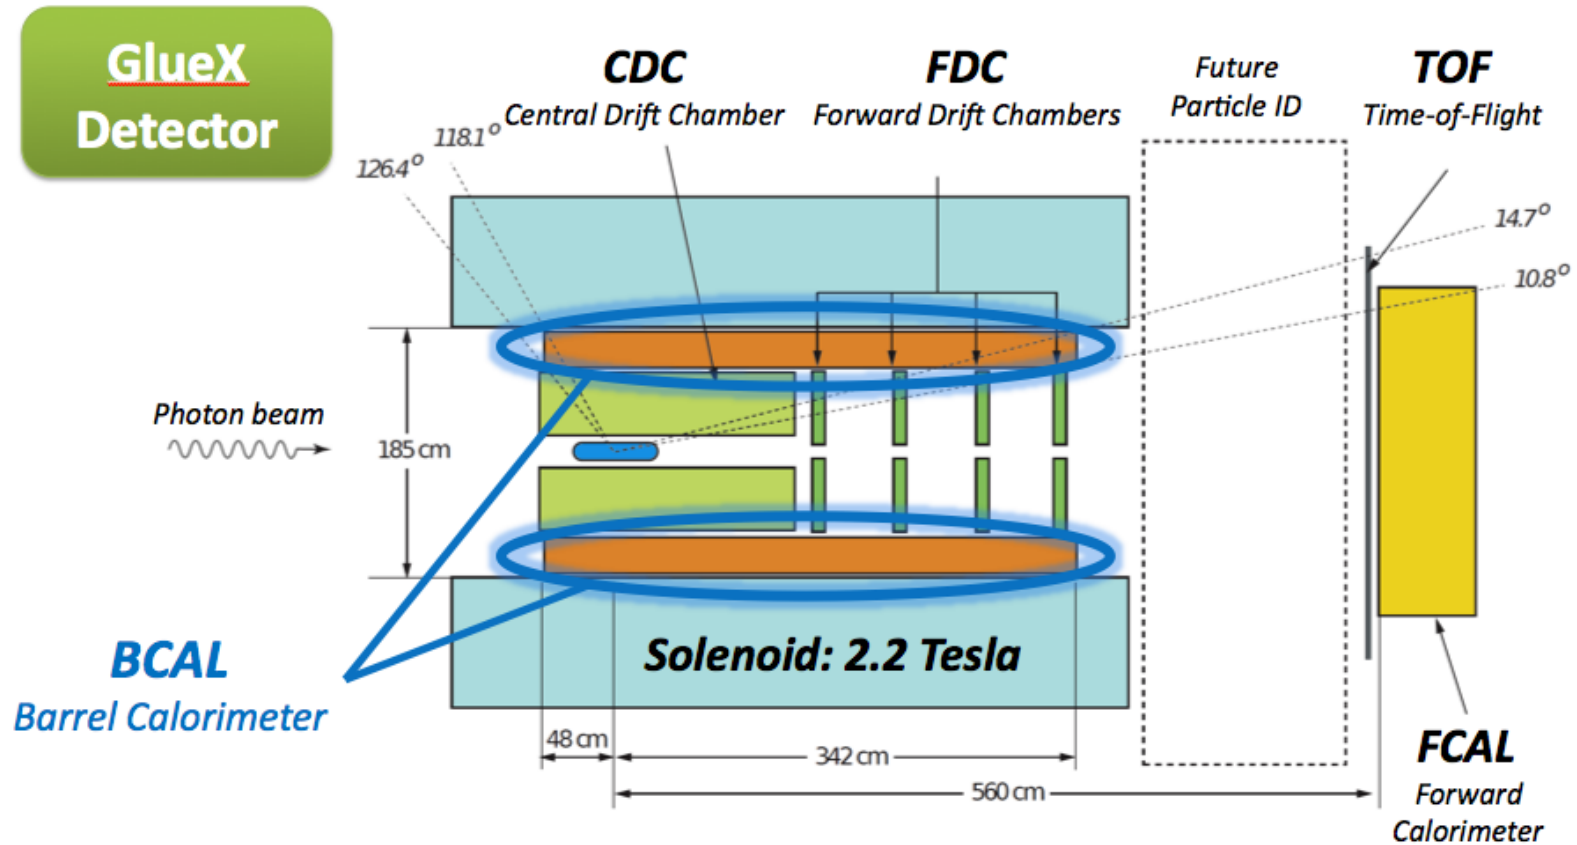 GlueX
Detector
CDC
Central Drift Chamber
FDC
Forward Drift Chambers
Future
Particle ID
TOF
Time-of-Flight
118.1°
126.4°
14.7°
10.8°
Photon beam
185 cm
BCAL
Barrel Calorimeter
Solenoid: 2.2 Tesla
48 cm
342 cm
560 cm
FCAL
Forward
Calorimeter